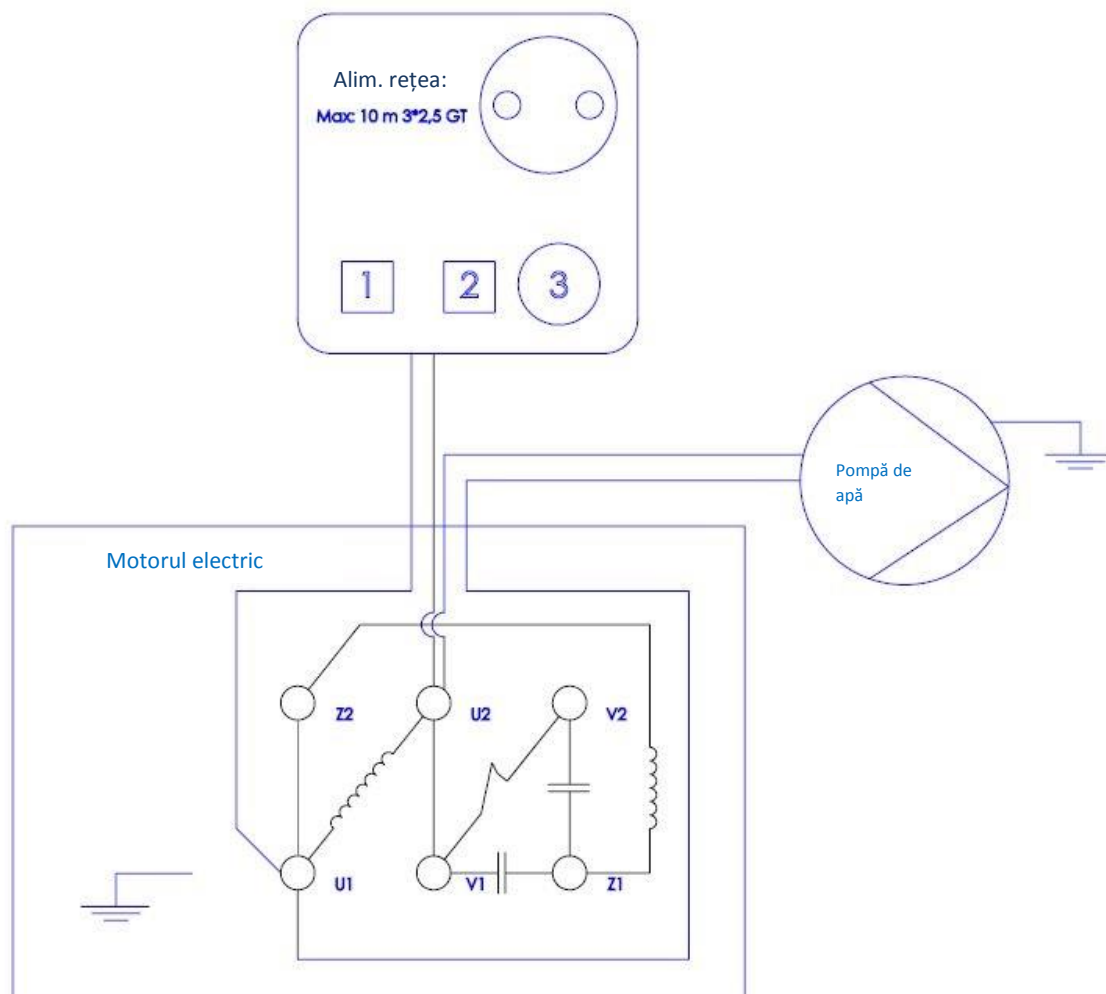 Alim. rețea:
Max: 10 m 3*2,5 GT
1
2
3
Pompă de
apă
Motorul electric
Z2
U2
V2
U1
V1
Z1